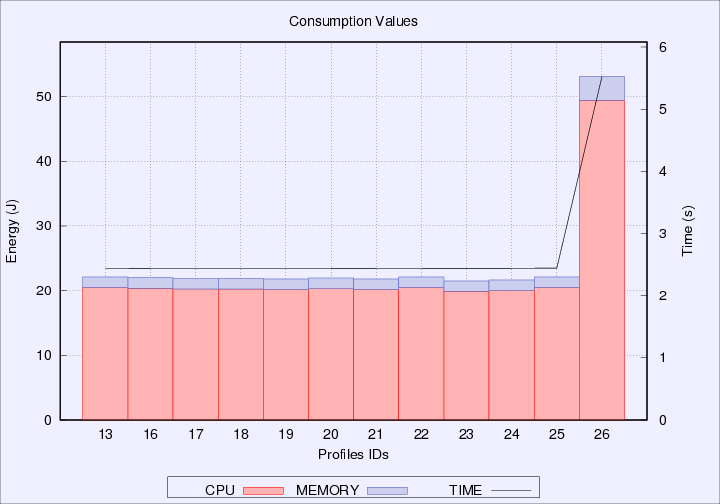 Consumption Values
50
40
30
20
10
0
Energy (J)
6
5
4
3
2
1
0
Time (s)
13 16 17 18 19 20 21 22 23 24 25 26
Profiles IDs
CPU MEMORY TIME